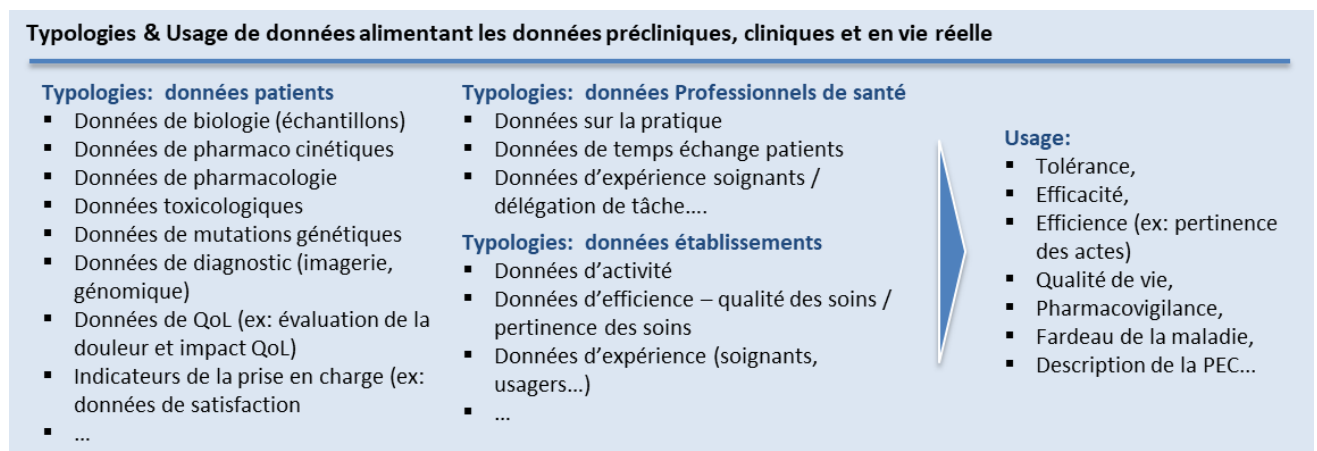 Typologies & Usage de données alimentant les données précliniques, cliniques et en vie réelle
Typologies: données patients
▪ Données de biologie (échantillons)
▪ Données de pharmaco cinétiques
▪ Données de pharmacologie
▪ Données toxicologiques
▪ Données de mutations génétiques
▪ Données de diagnostic (imagerie,
génomique)
▪ Données de QoL (ex: évaluation de la
douleur et impact QoL)
▪ Indicateurs de la prise en charge (ex:
données de satisfaction
▪ ...
Typologies: données Professionnels de santé
▪ Données sur la pratique
▪ Données de temps échange patients
▪ Données d'expérience soignants /
délégation de tâche....
Typologies: données établissements
▪ Données d'activité
▪ Données d'efficience – qualité des soins /
pertinence des soins
▪ Données d'expérience (soignants,
usagers...)
▪ ...
Usage:
▪ Tolérance,
▪ Efficacité,
▪ Efficience (ex: pertinence
des actes)
▪ Qualité de vie,
▪ Pharmacovigilance,
▪ Fardeau de la maladie,
▪ Description de la PEC...